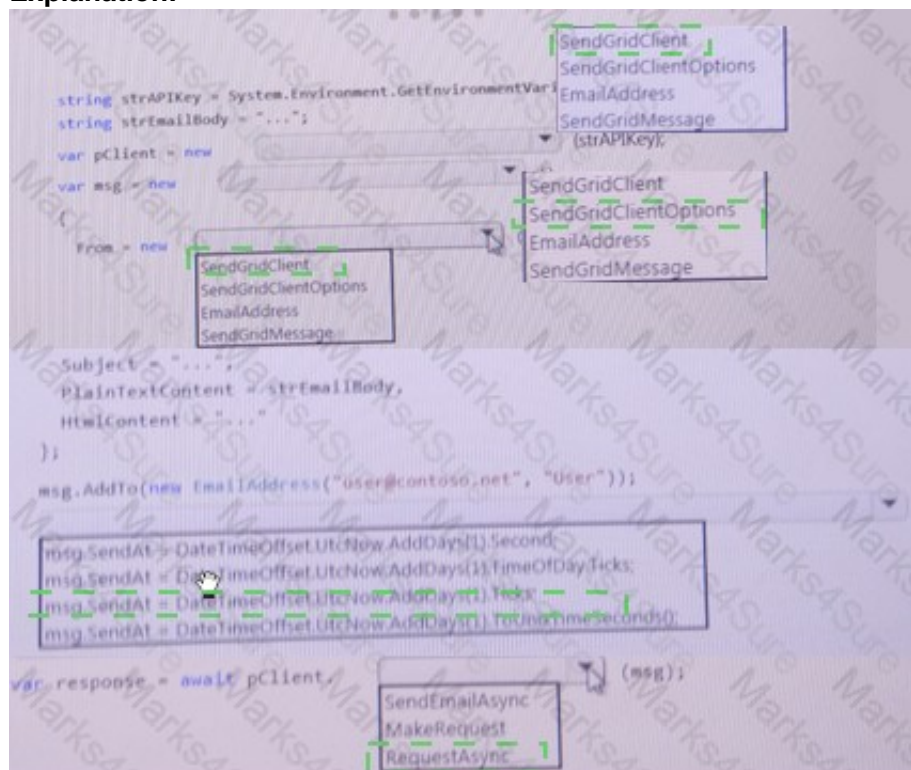 Explanation:
SendGridClient
SendGridClientOptions
EmailAddress
SendGridMessage
string strAPIKey = System.Environment.GetEnvironmentVari
string strEmailBody = "...";
var pClient = new (strAPIKey);
var msg = new
SendGridClient
SendGridClientOptions
EmailAddress
SendGridMessage
{
From = new
SendGridClient
SendGridClientOptions
EmailAddress
SendGridMessage
Subject = "...",
PlainTextContent = strEmailBody,
HtmlContent = "..."
};
msg.AddTo(new EmailAddress("user@contoso.net", "User"));
msg.SendAt = DateTimeOffset.UtcNow.AddDays(1).Second;
msg.SendAt = DateTimeOffset.UtcNow.AddDays(1).TimeOfDay.Ticks;
msg.SendAt = DateTimeOffset.UtcNow.AddDays(1).Ticks;
msg.SendAt = DateTimeOffset.UtcNow.AddDays(1).ToUnixTimeSeconds();
var response = await pClient. (msg);
SendEmailAsync
MakeRequest
RequestAsync
Marks4Sure